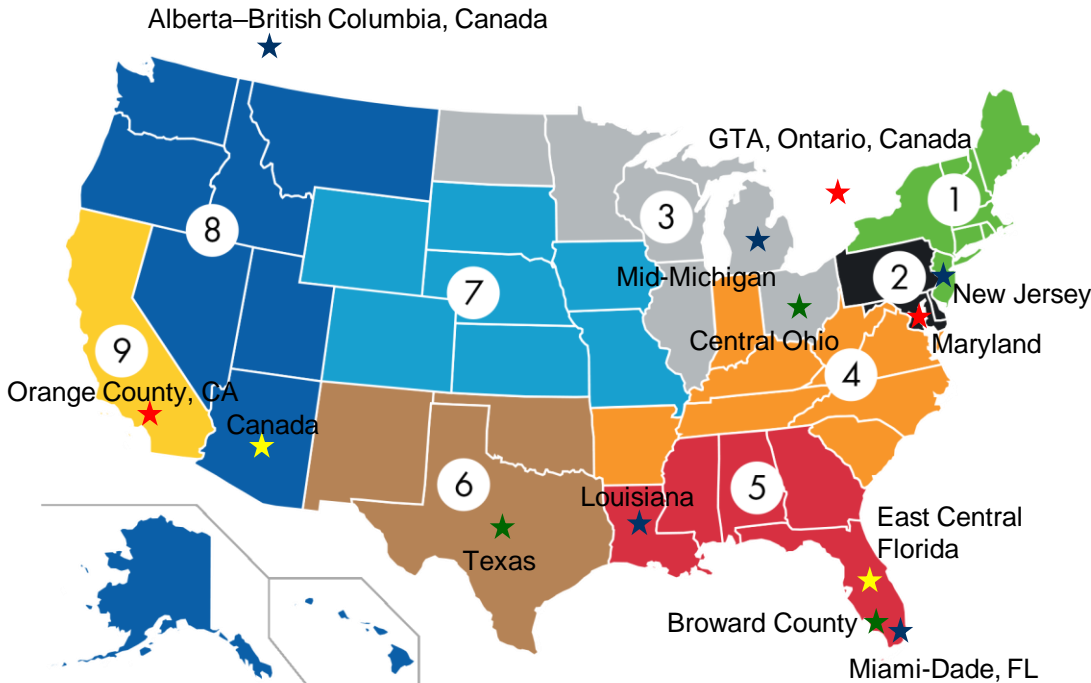 Alberta–British Columbia, Canada
GTA, Ontario, Canada
1
3
8
2
Mid-Michigan
7
New Jersey
Central Ohio
Maryland
9
4
Orange County, CA
Canada
6
5
Louisiana
East Central
Florida
Texas
Broward County
Miami-Dade, FL